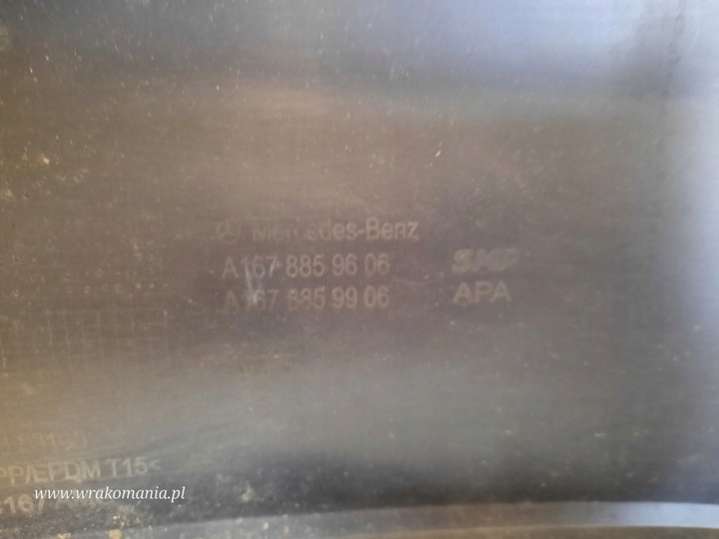 Mercedes-Benz
A167 885 96 06 SMP
A167 885 99 06 APA
PP/EPDM T15<
www.wrakomania.pl